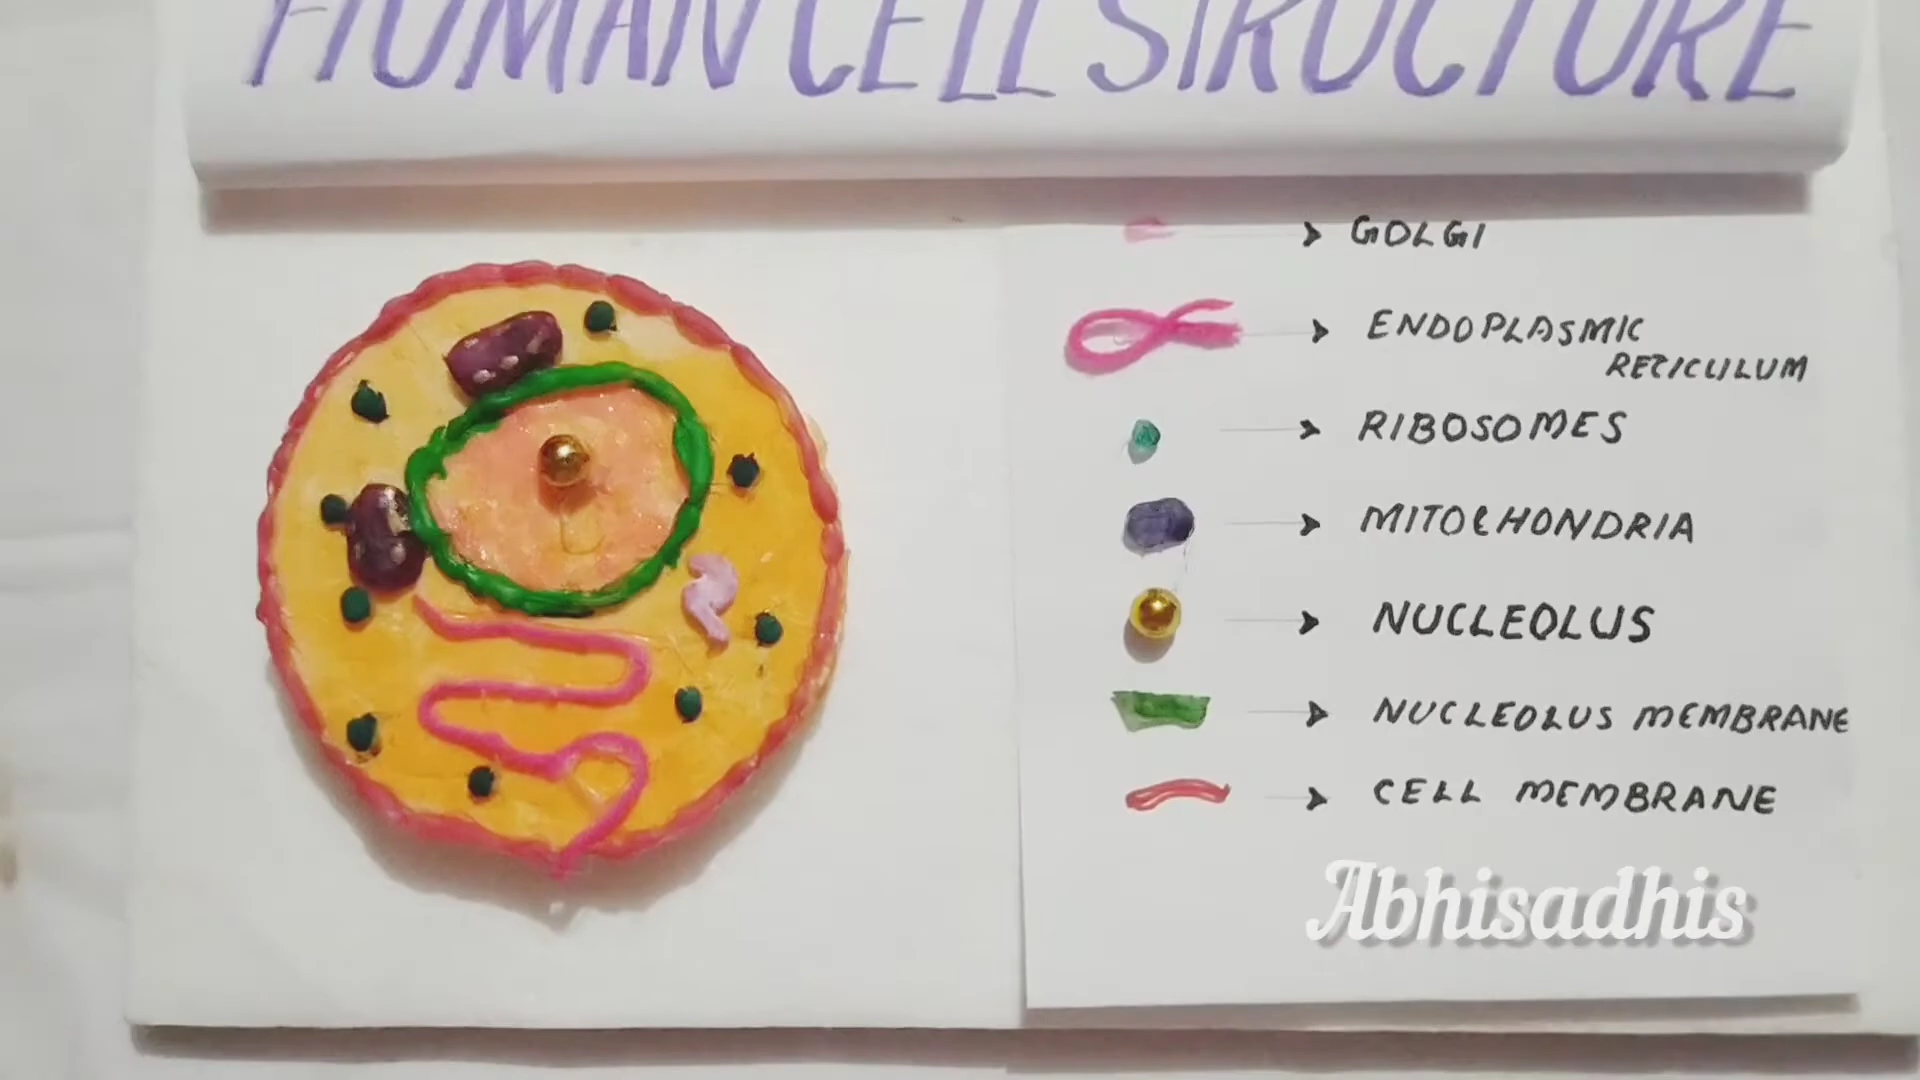 HUMAN CELL STRUCTURE
GOLGI
ENDOPLASMIC
RETICULUM
RIBOSOMES
MITOCHONDRIA
NUCLEOLUS
NUCLEOLUS MEMBRANE
CELL MEMBRANE
Abhisadhis